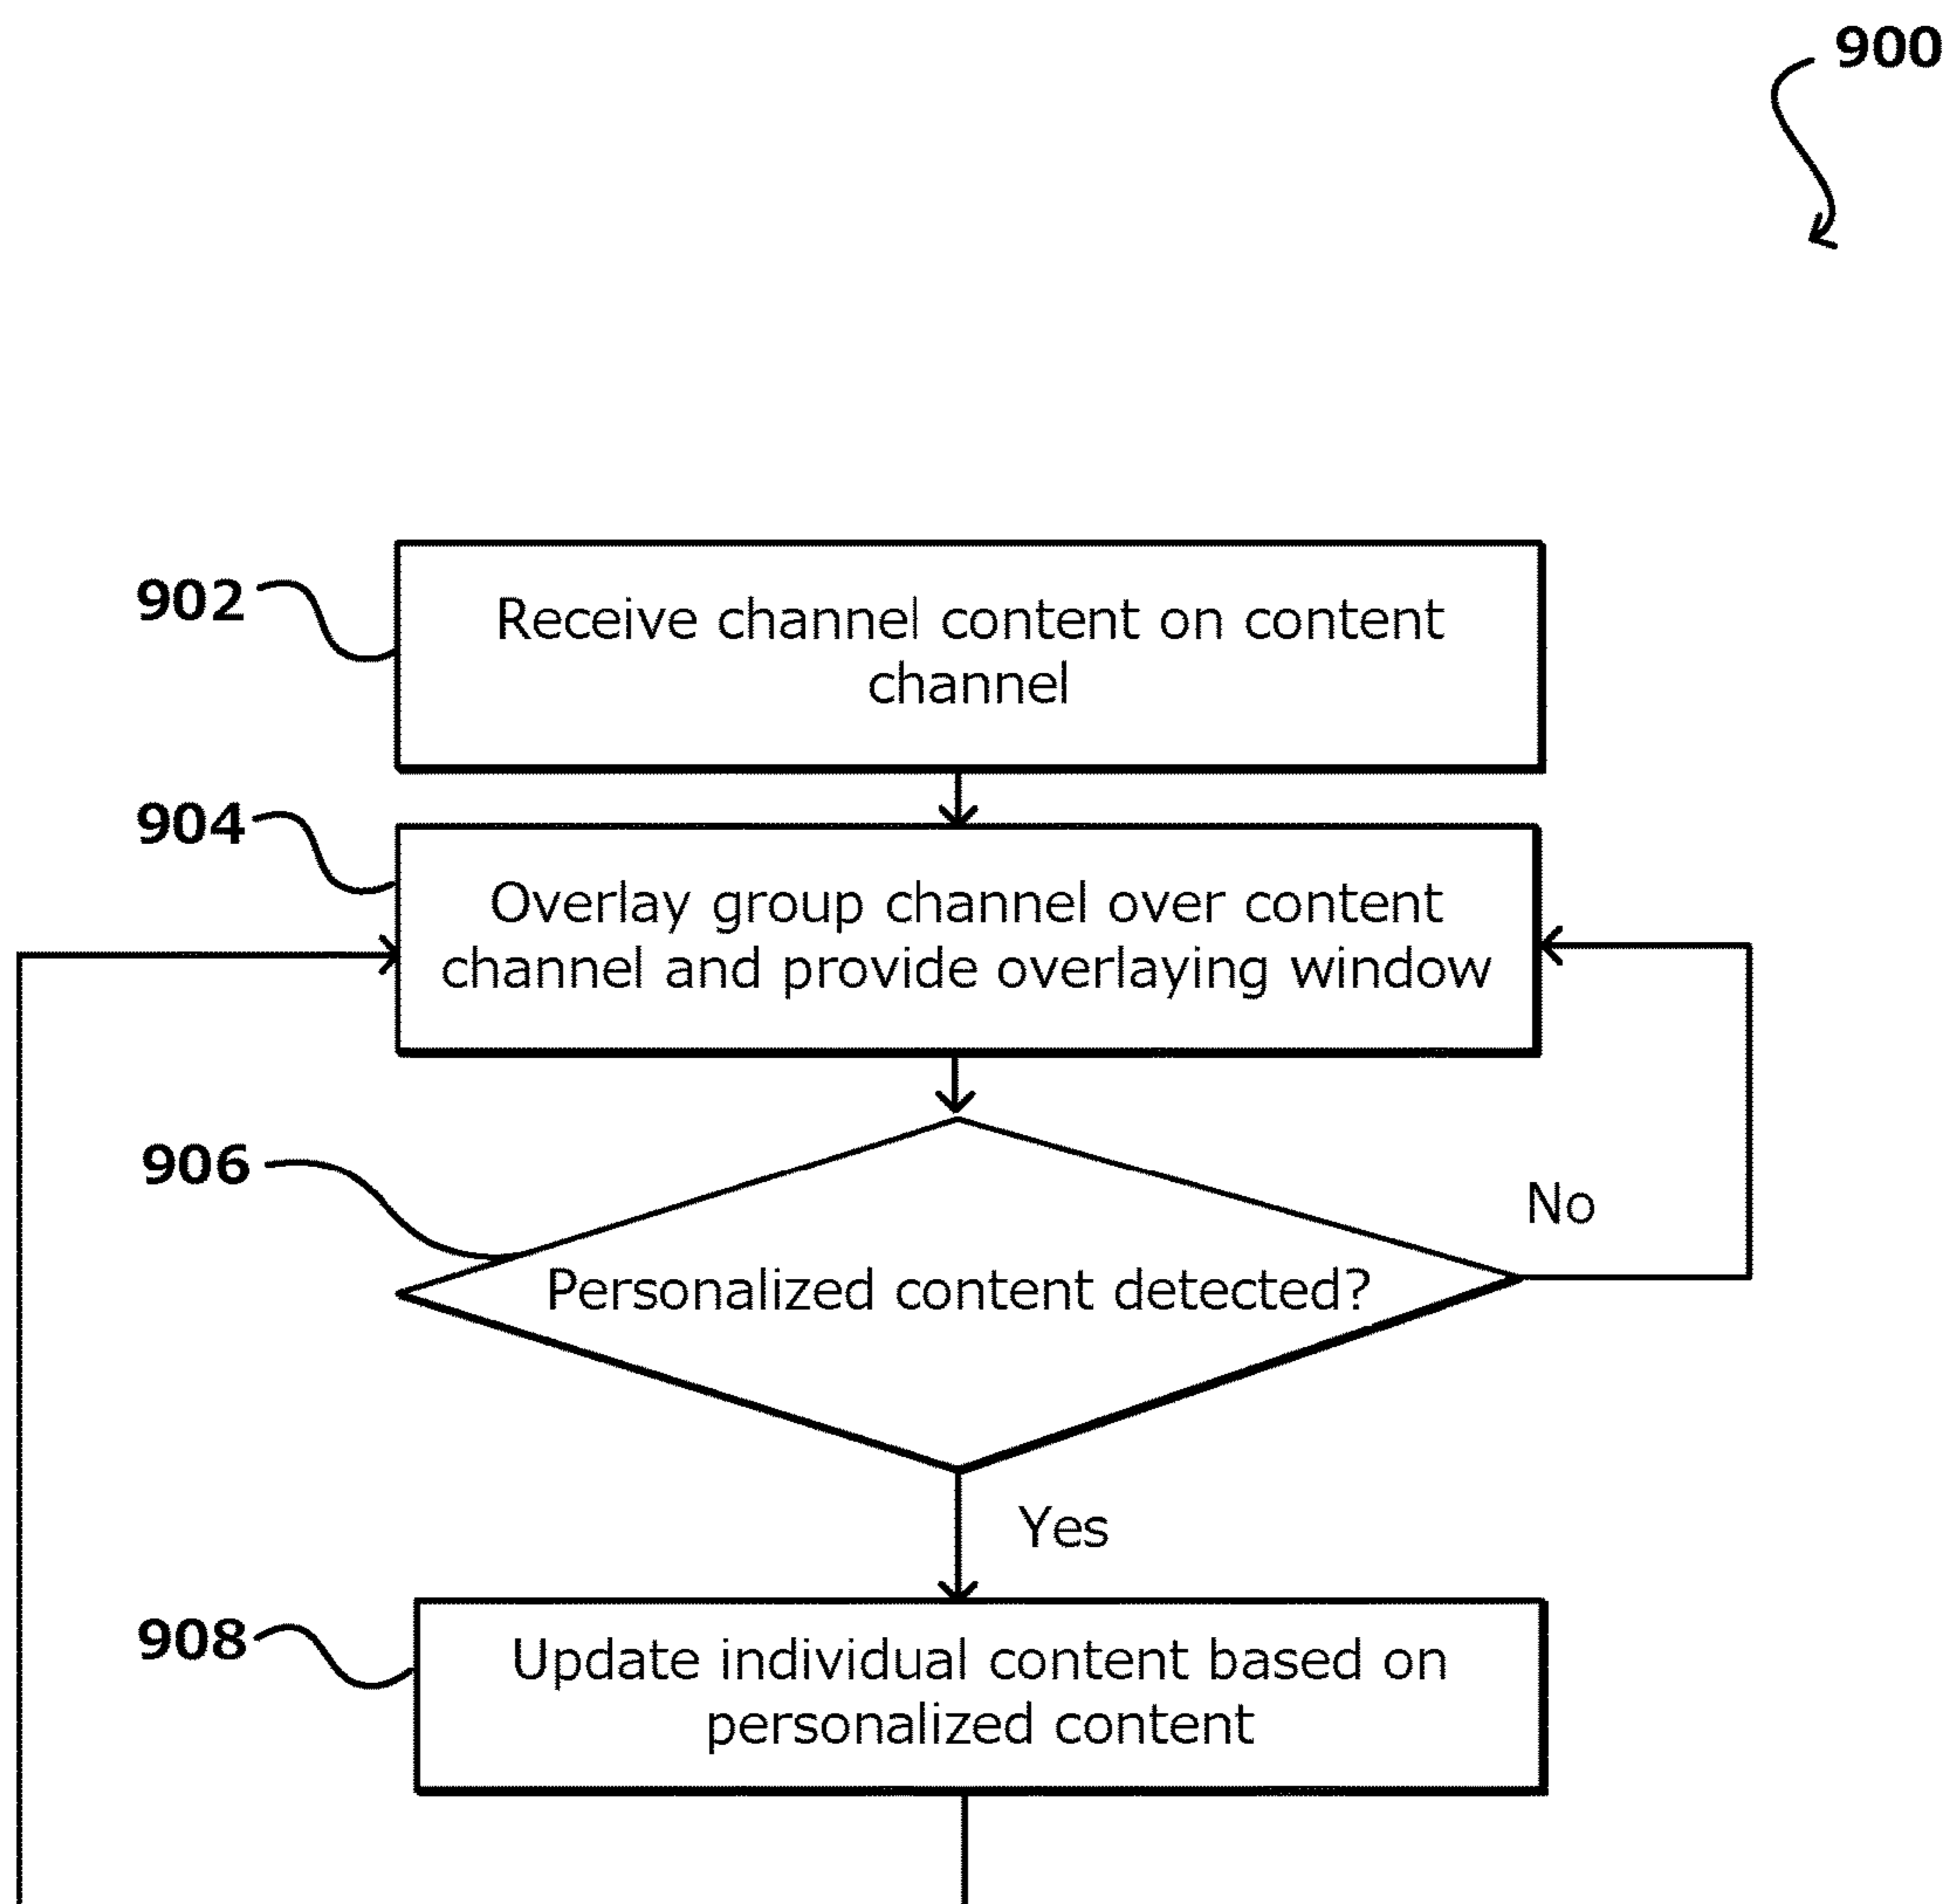 900
902
Receive channel content on content
channel
904
Overlay group channel over content
channel and provide overlaying window
906
No
Personalized content detected?
Yes
908
Update individual content based on
personalized content